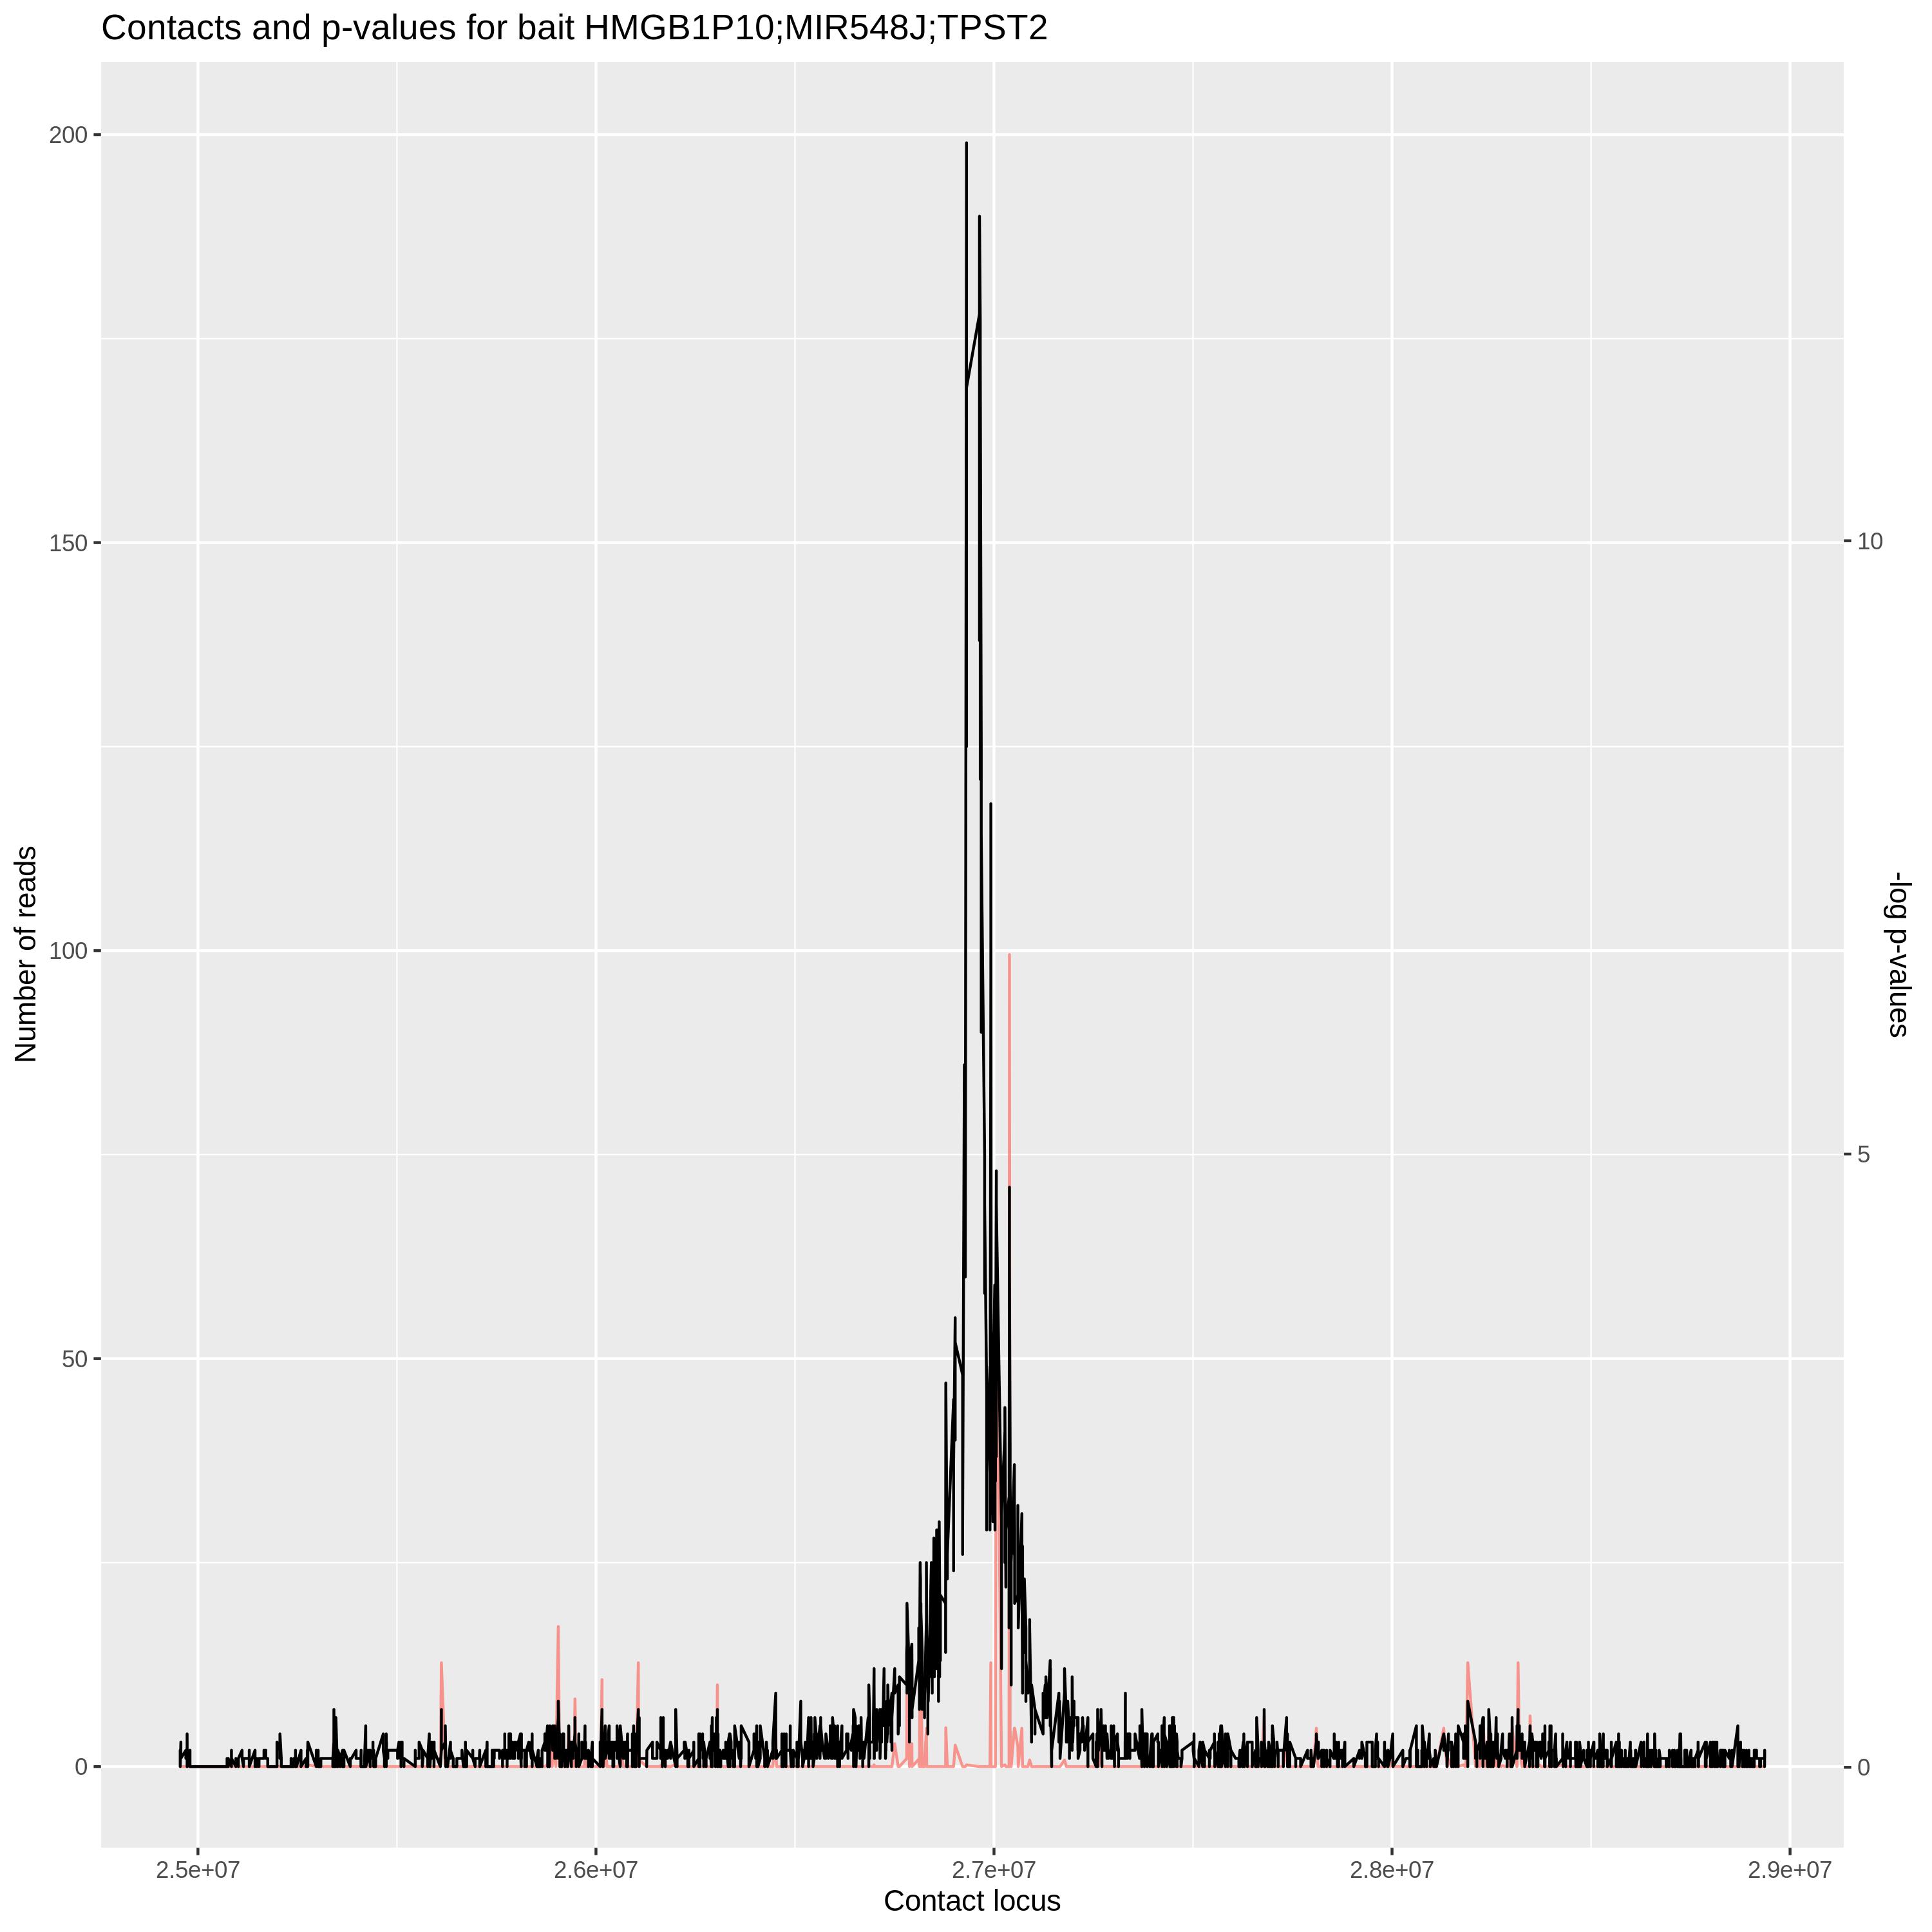 Contacts and p-values for bait HMGB1P10;MIR548J;TPST2
200
150
100
50
0
Number of reads
10
5
0
-log p-values
2.5e+07
2.6e+07
2.7e+07
2.8e+07
2.9e+07
Contact locus